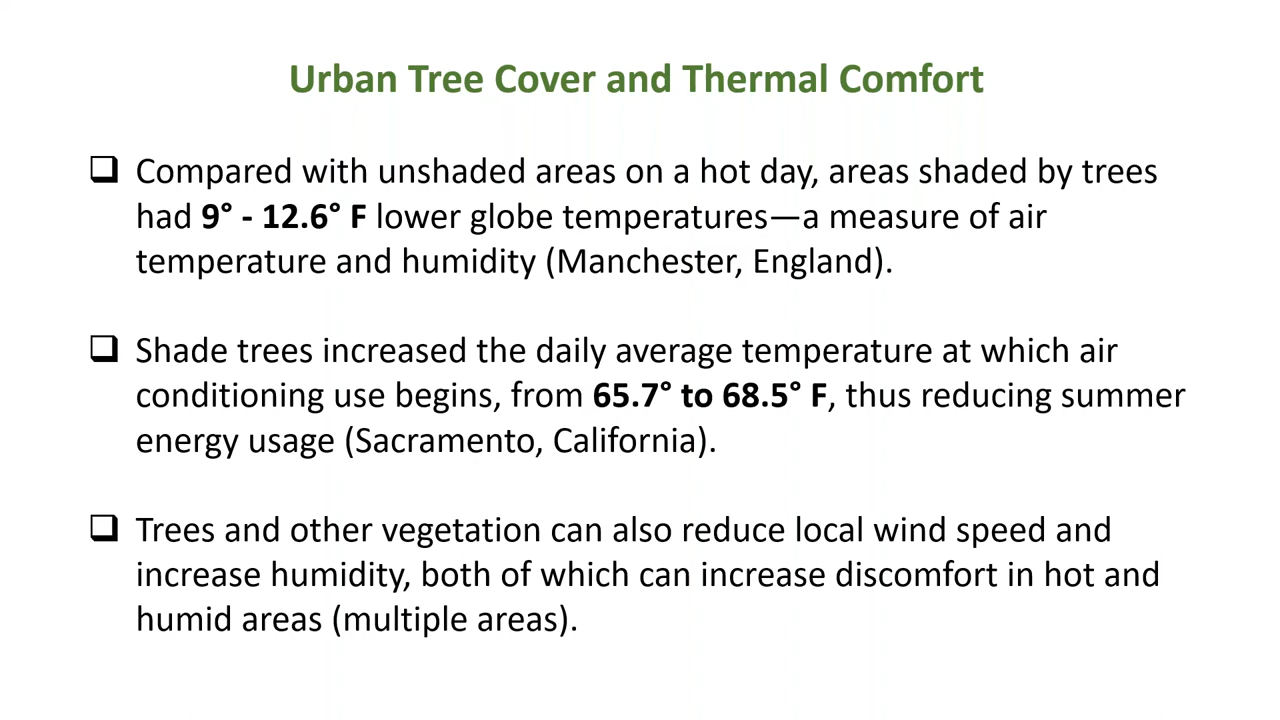 Urban Tree Cover and Thermal Comfort
❑ Compared with unshaded areas on a hot day, areas shaded by trees
had 9° - 12.6° F lower globe temperatures—a measure of air
temperature and humidity (Manchester, England).
❑ Shade trees increased the daily average temperature at which air
conditioning use begins, from 65.7° to 68.5° F, thus reducing summer
energy usage (Sacramento, California).
❑ Trees and other vegetation can also reduce local wind speed and
increase humidity, both of which can increase discomfort in hot and
humid areas (multiple areas).